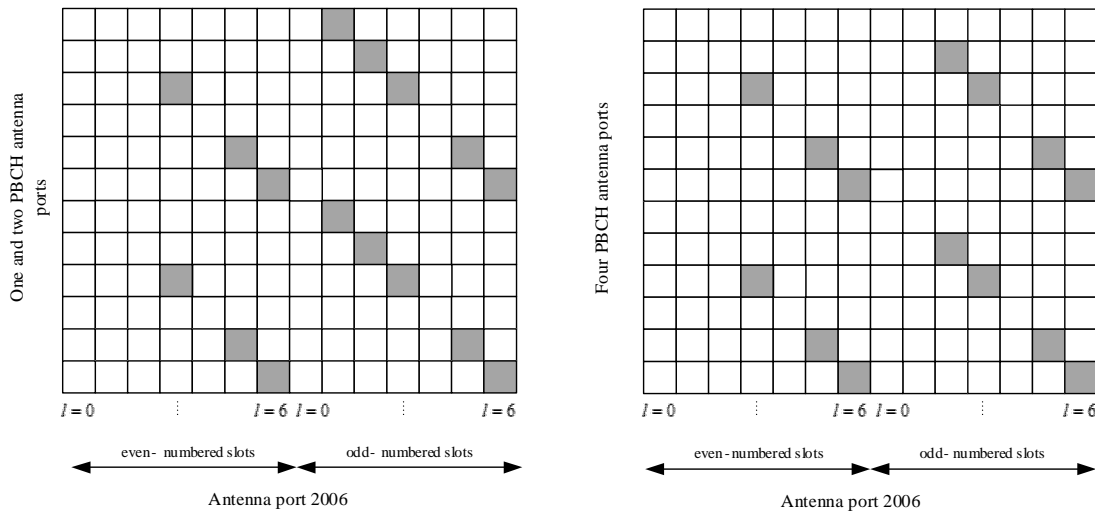 One and two PBCH antenna
ports
l = 0
⋮
l = 6
l = 0
⋮
l = 6
even- numbered slots
odd- numbered slots
Antenna port 2006
Four PBCH antenna ports
l = 0
⋮
l = 6
l = 0
⋮
l = 6
even-numbered slots
odd-numbered slots
Antenna port 2006